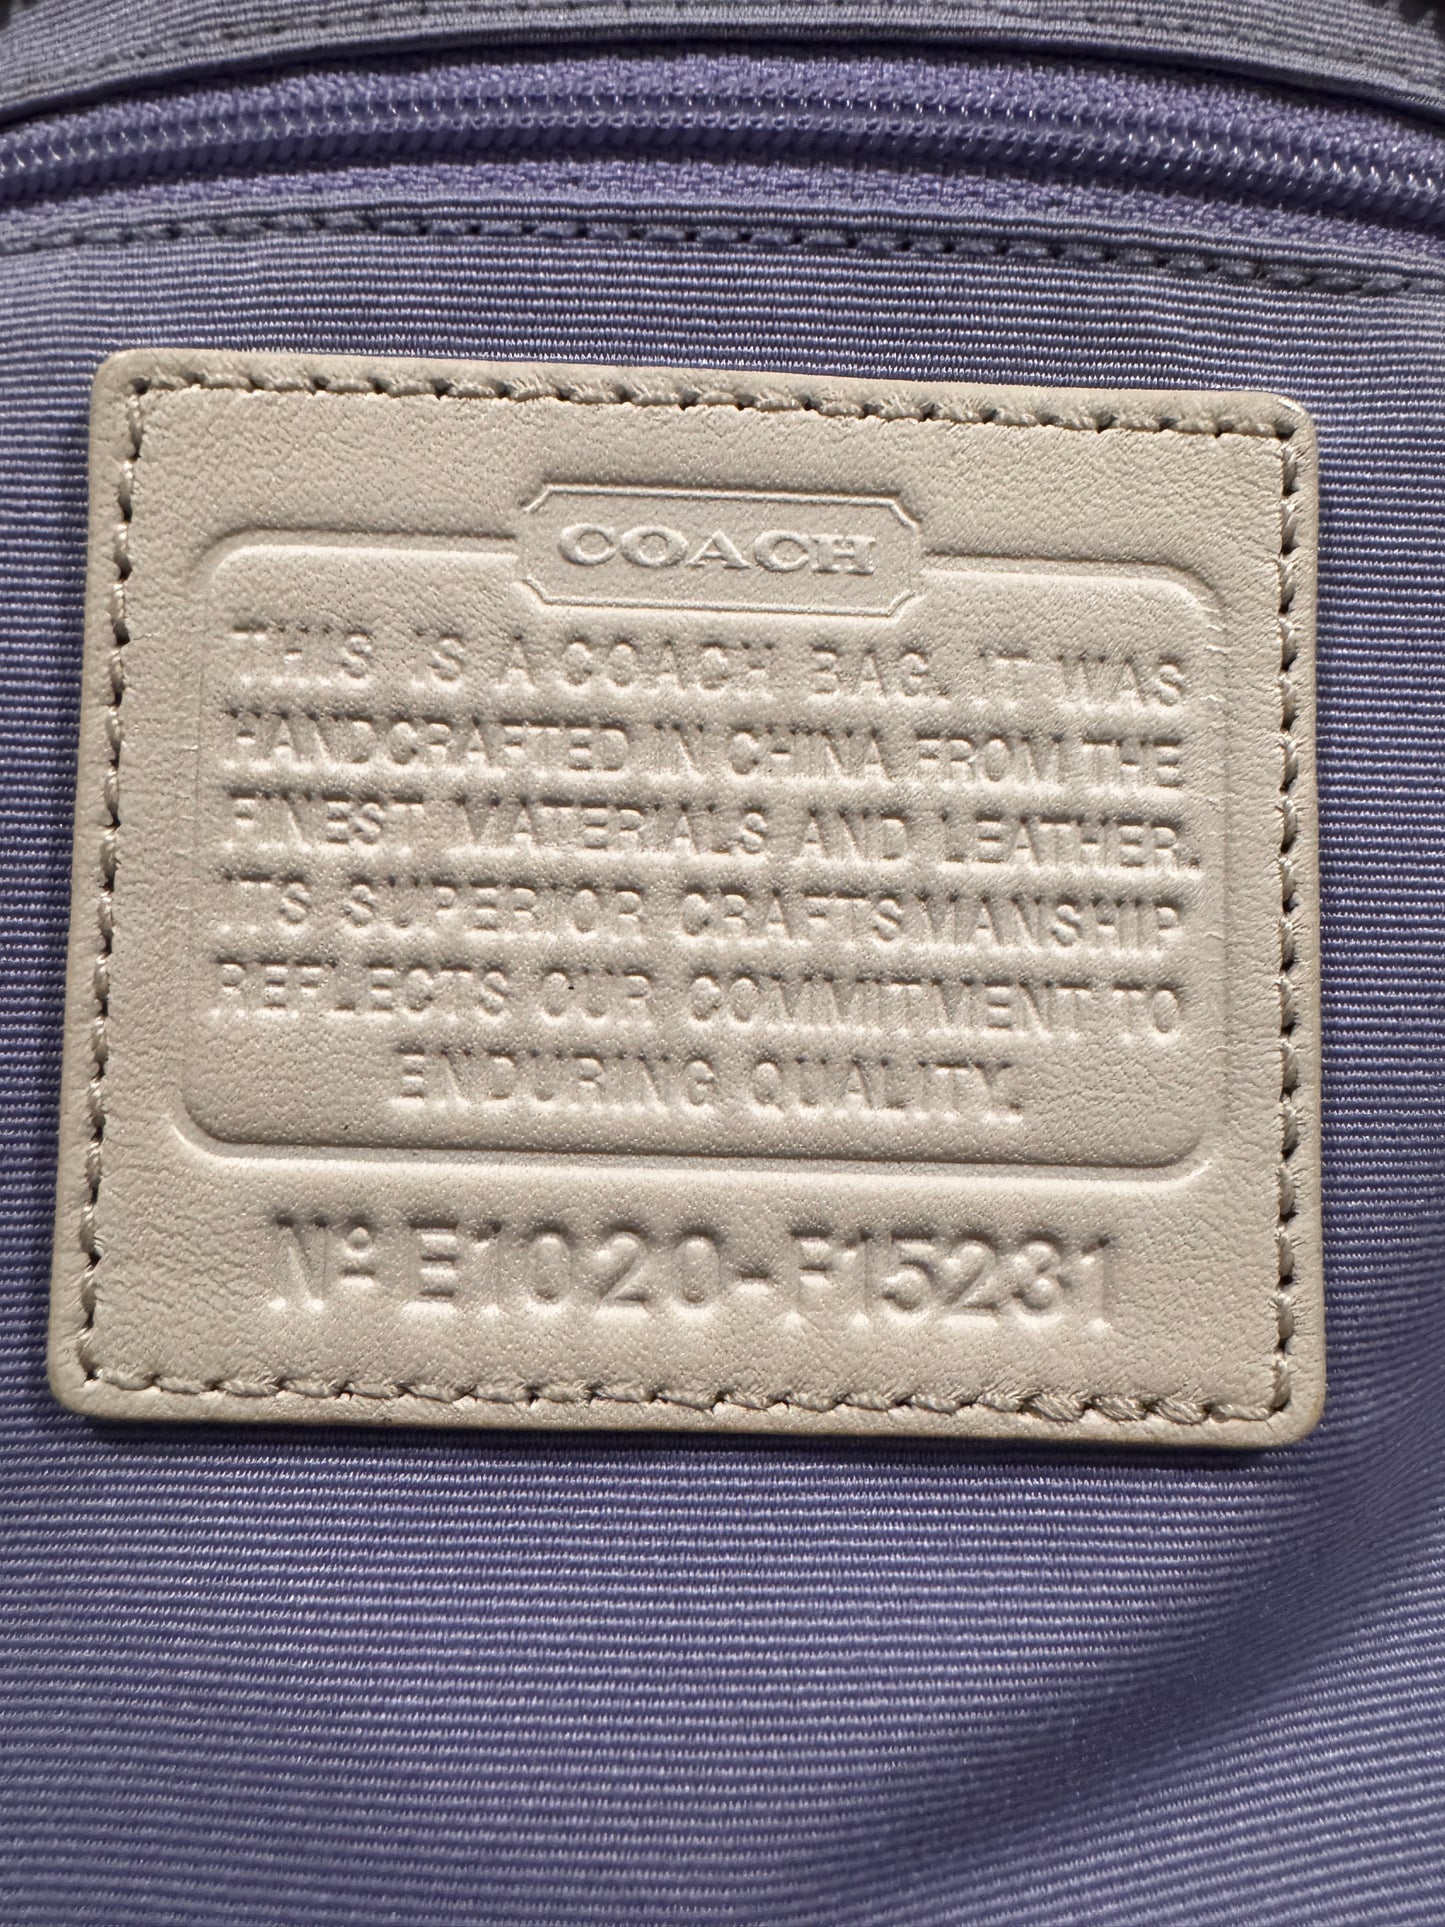 COACH
THIS IS A COACH BAG. IT WAS
HANDCRAFTED IN CHINA FROM THE
FINEST MATERIALS AND LEATHER.
ITS SUPERIOR CRAFTSMANSHIP
REFLECTS OUR COMMITMENT TO
ENDURING QUALITY.
Nº E1020-F15231